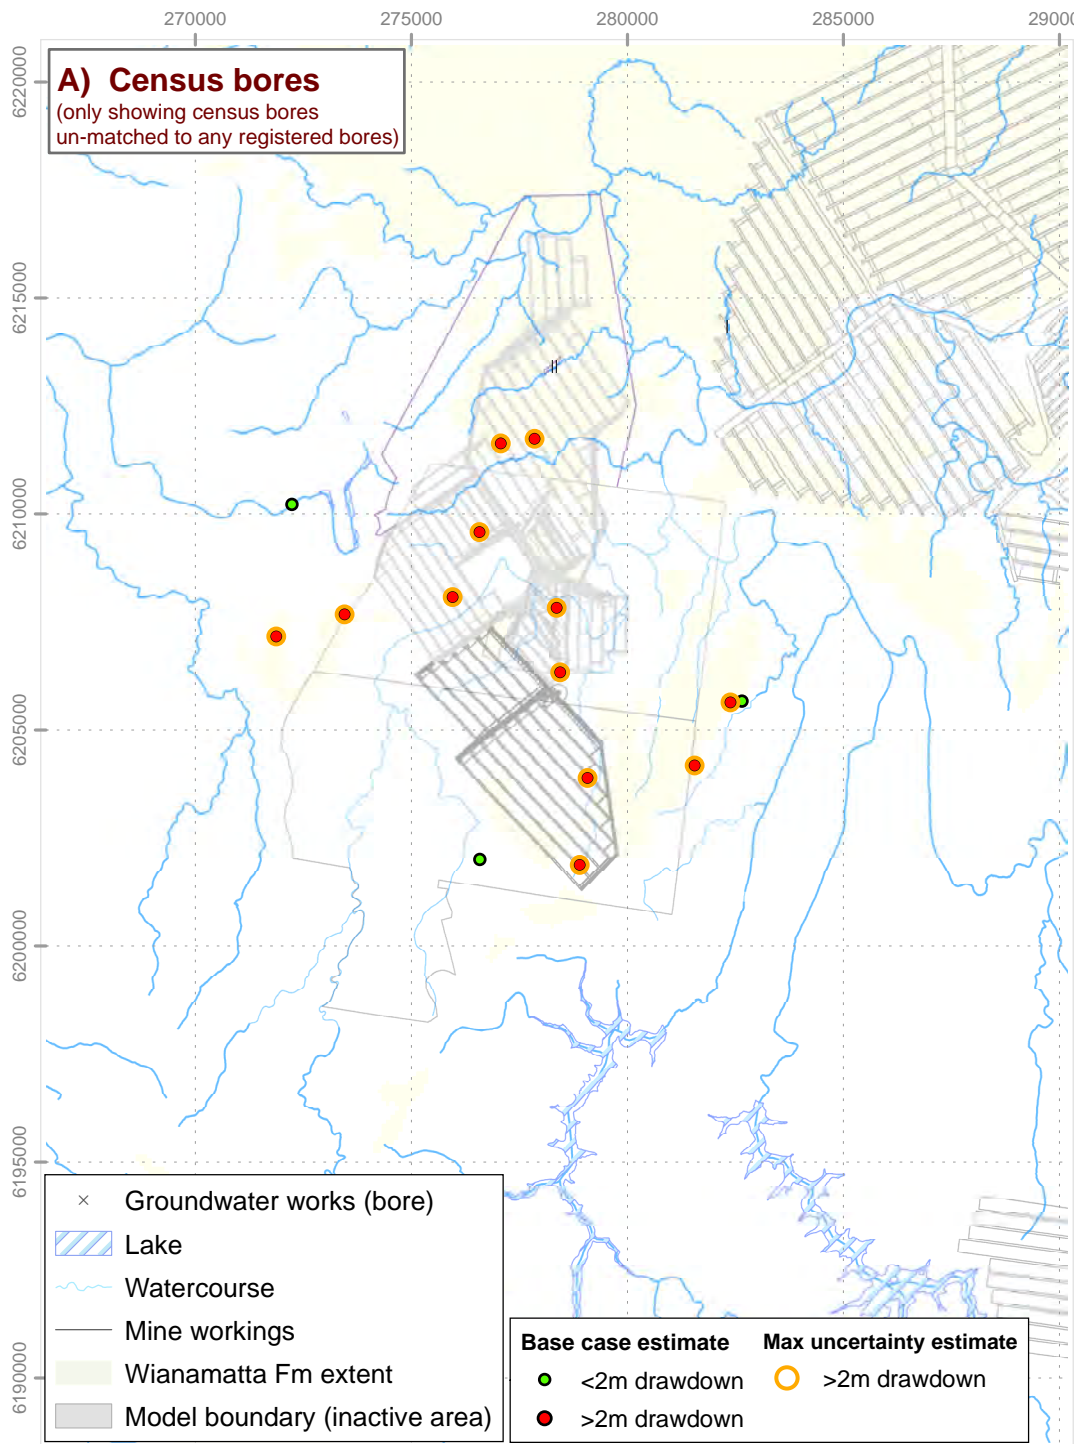 270000 275000 280000 285000 29000
A) Census bores
(only showing census bores
un-matched to any registered bores)
6220000
6215000
6210000
6205000
6200000
6195000
6190000
Groundwater works (bore)
Lake
Watercourse
Mine workings
Wianamatta Fm extent
Model boundary (inactive area)
Base case estimate
<2m drawdown
>2m drawdown
Max uncertainty estimate
>2m drawdown